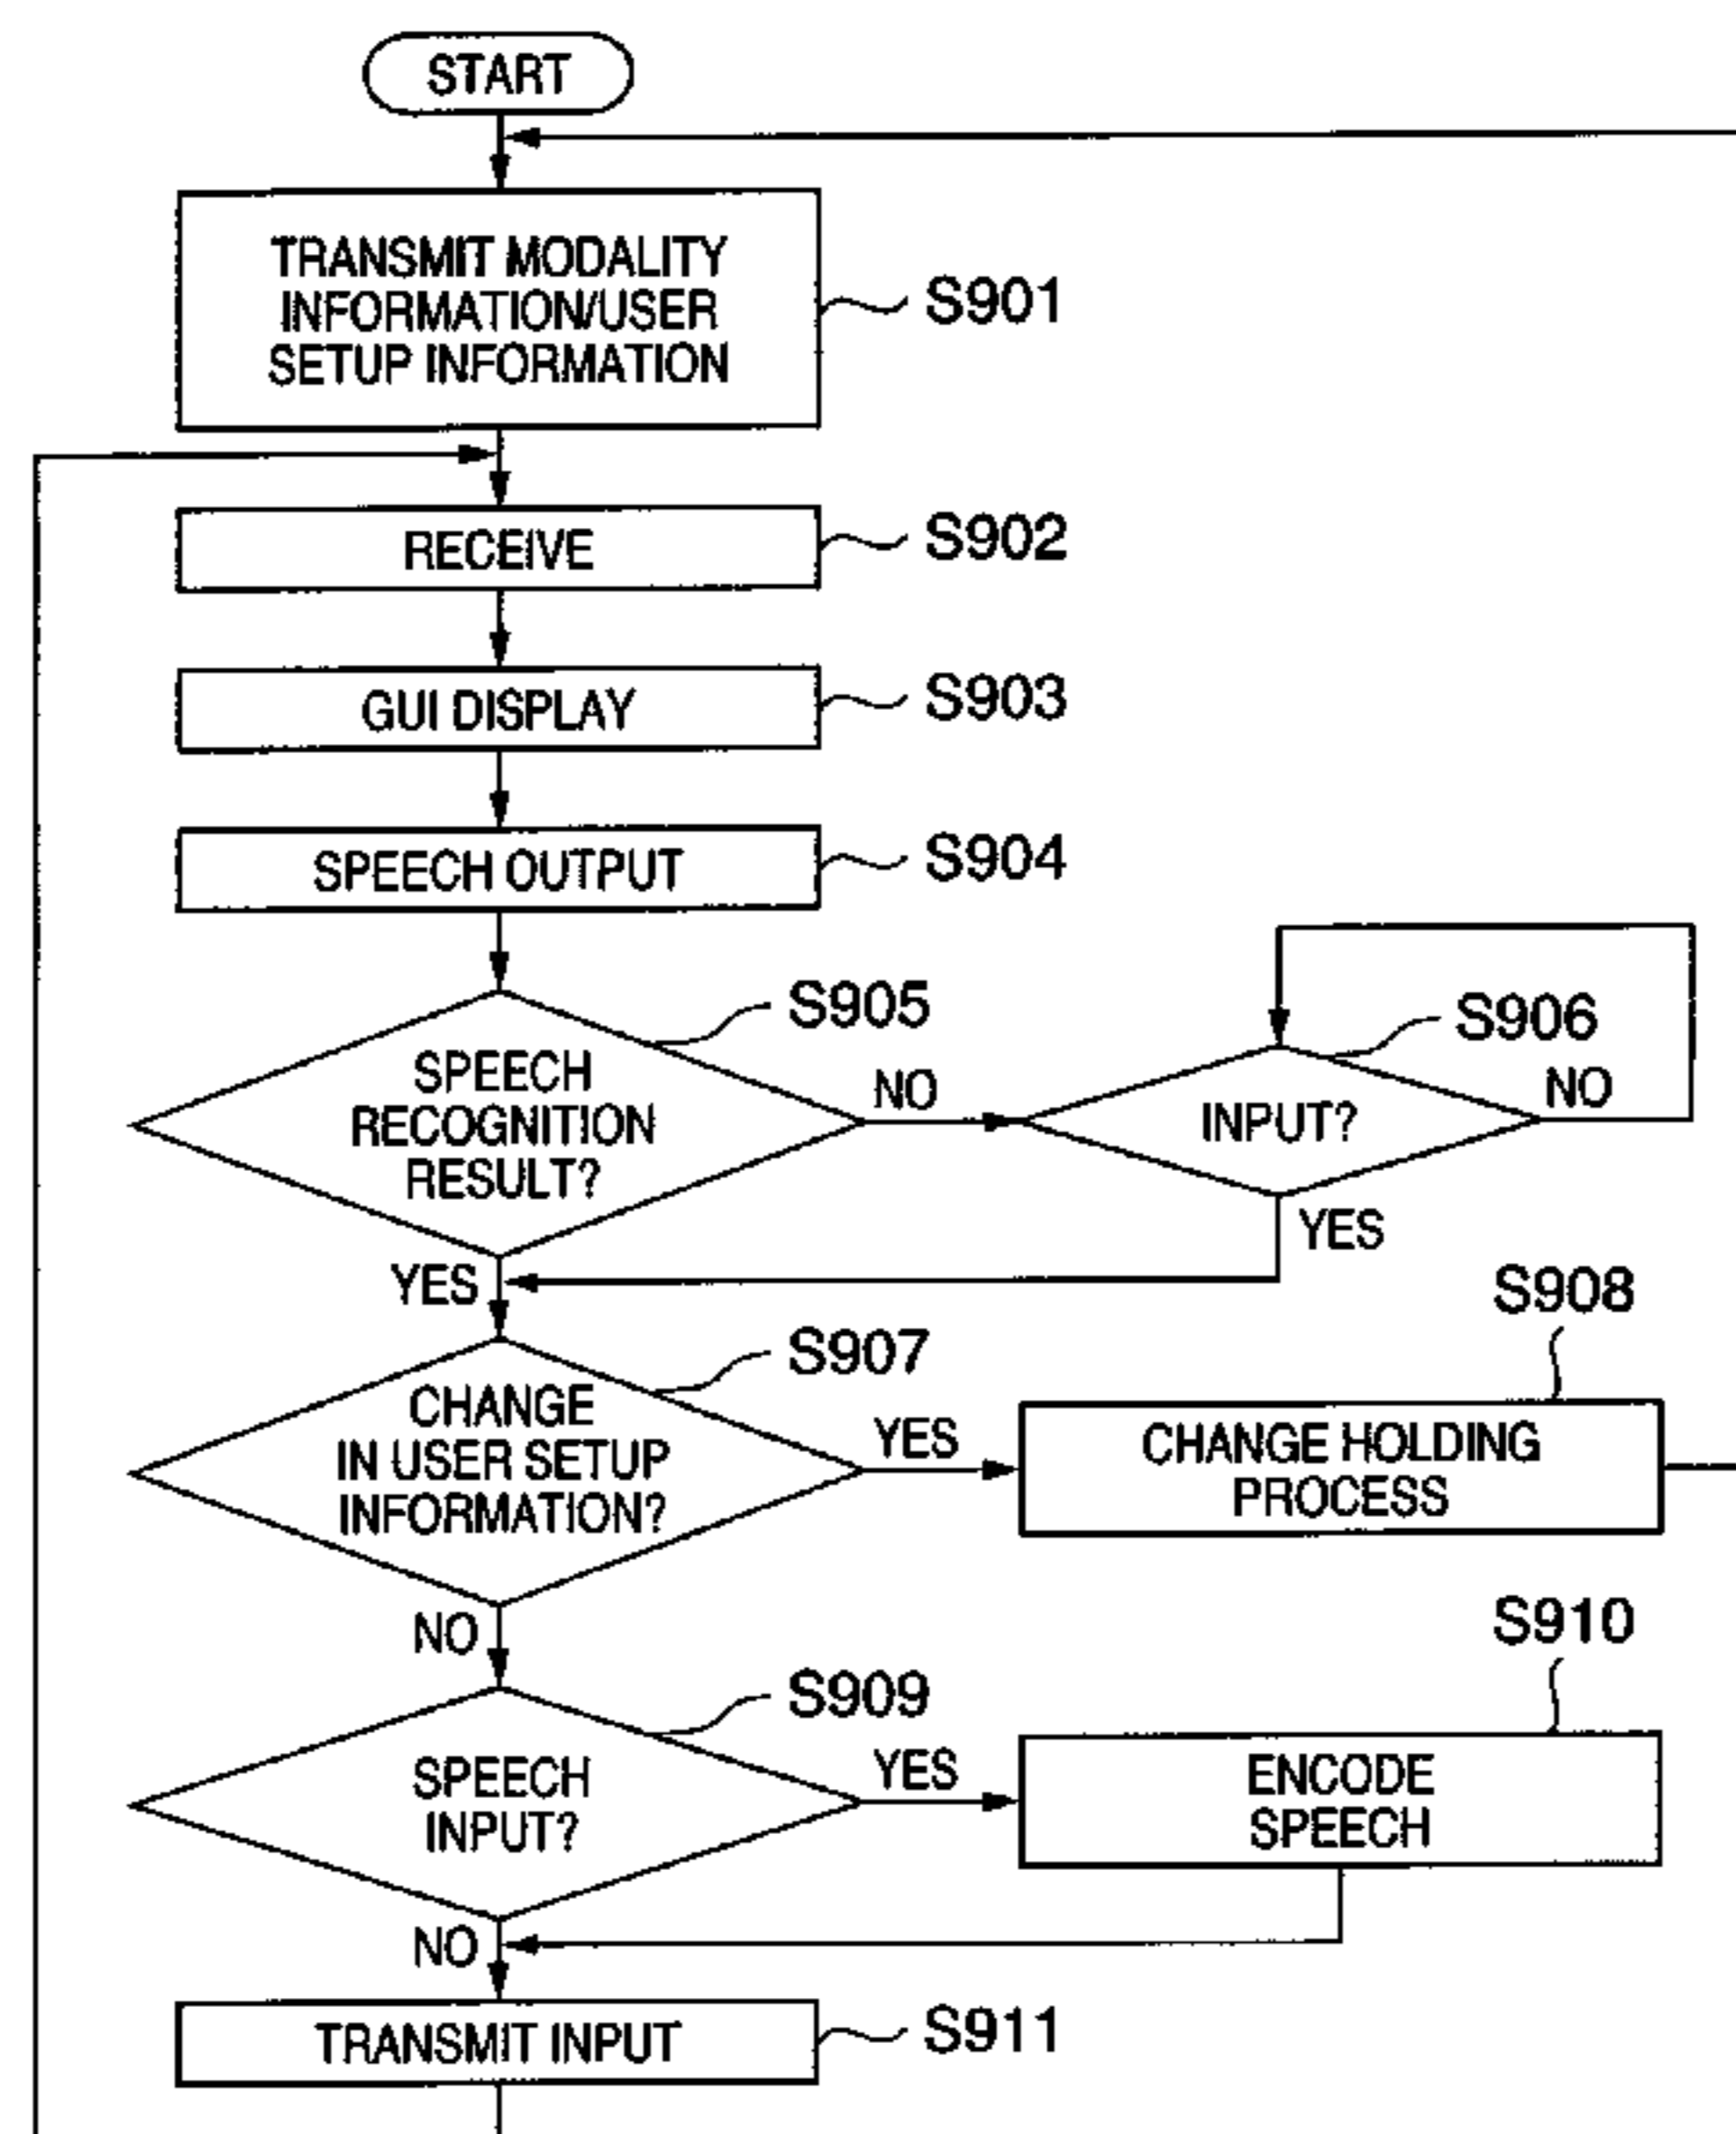 START
TRANSMIT MODALITY
INFORMATION/USER
SETUP INFORMATION
S901
RECEIVE
S902
GUI DISPLAY
S903
SPEECH OUTPUT
S904
S905
SPEECH
RECOGNITION
RESULT?
NO
S906
INPUT?
NO
YES
YES
S907
CHANGE
IN USER SETUP
INFORMATION?
YES
S908
CHANGE HOLDING
PROCESS
NO
S909
SPEECH
INPUT?
YES
S910
ENCODE
SPEECH
NO
TRANSMIT INPUT
S911